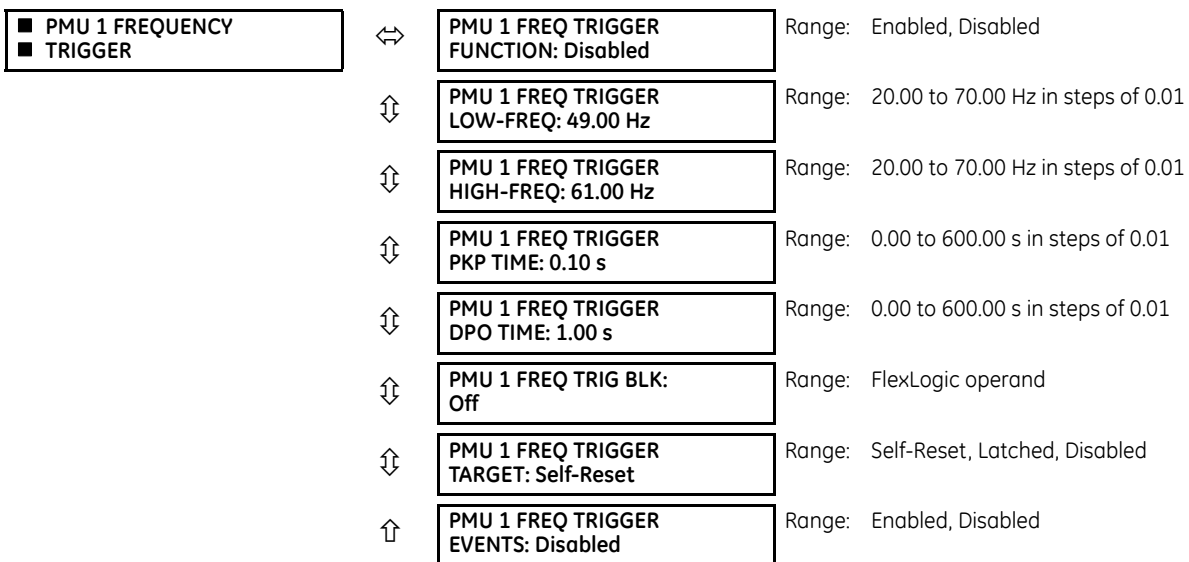 ■ PMU 1 FREQUENCY
■ TRIGGER
PMU 1 FREQ TRIGGER
FUNCTION: Disabled
Range: Enabled, Disabled
PMU 1 FREQ TRIGGER
LOW-FREQ: 49.00 Hz
Range: 20.00 to 70.00 Hz in steps of 0.01
PMU 1 FREQ TRIGGER
HIGH-FREQ: 61.00 Hz
Range: 20.00 to 70.00 Hz in steps of 0.01
PMU 1 FREQ TRIGGER
PKP TIME: 0.10 s
Range: 0.00 to 600.00 s in steps of 0.01
PMU 1 FREQ TRIGGER
DPO TIME: 1.00 s
Range: 0.00 to 600.00 s in steps of 0.01
PMU 1 FREQ TRIG BLK:
Off
Range: FlexLogic operand
PMU 1 FREQ TRIGGER
TARGET: Self-Reset
Range: Self-Reset, Latched, Disabled
PMU 1 FREQ TRIGGER
EVENTS: Disabled
Range: Enabled, Disabled